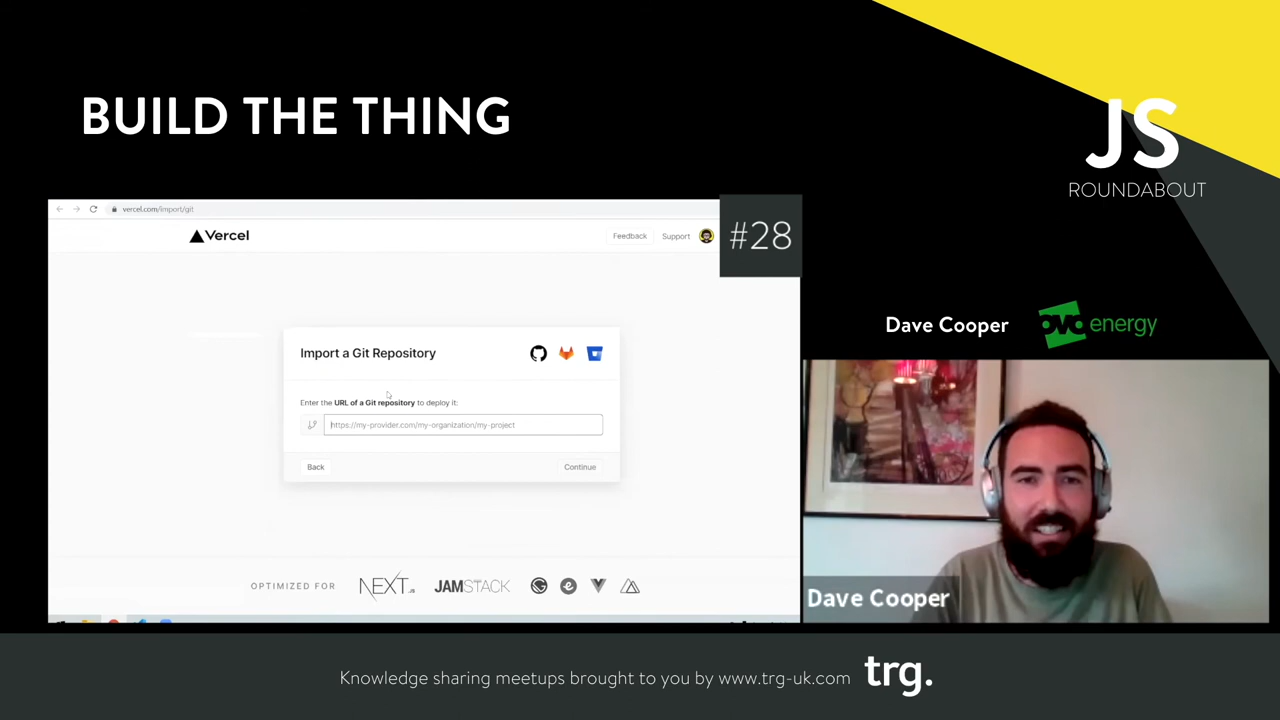 BUILD THE THING
JS
ROUNDABOUT
vercel.com/import/git
Vercel
Feedback
Support
#28
Import a Git Repository
Enter the URL of a Git repository to deploy it:
https://my-provider.com/my-organization/my-project
Back
Continue
OPTIMIZED FOR
NEXT.JS
JAMSTACK
Dave Cooper
ovo energy
Dave Cooper
Knowledge sharing meetups brought to you by www.trg-uk.com
trg.